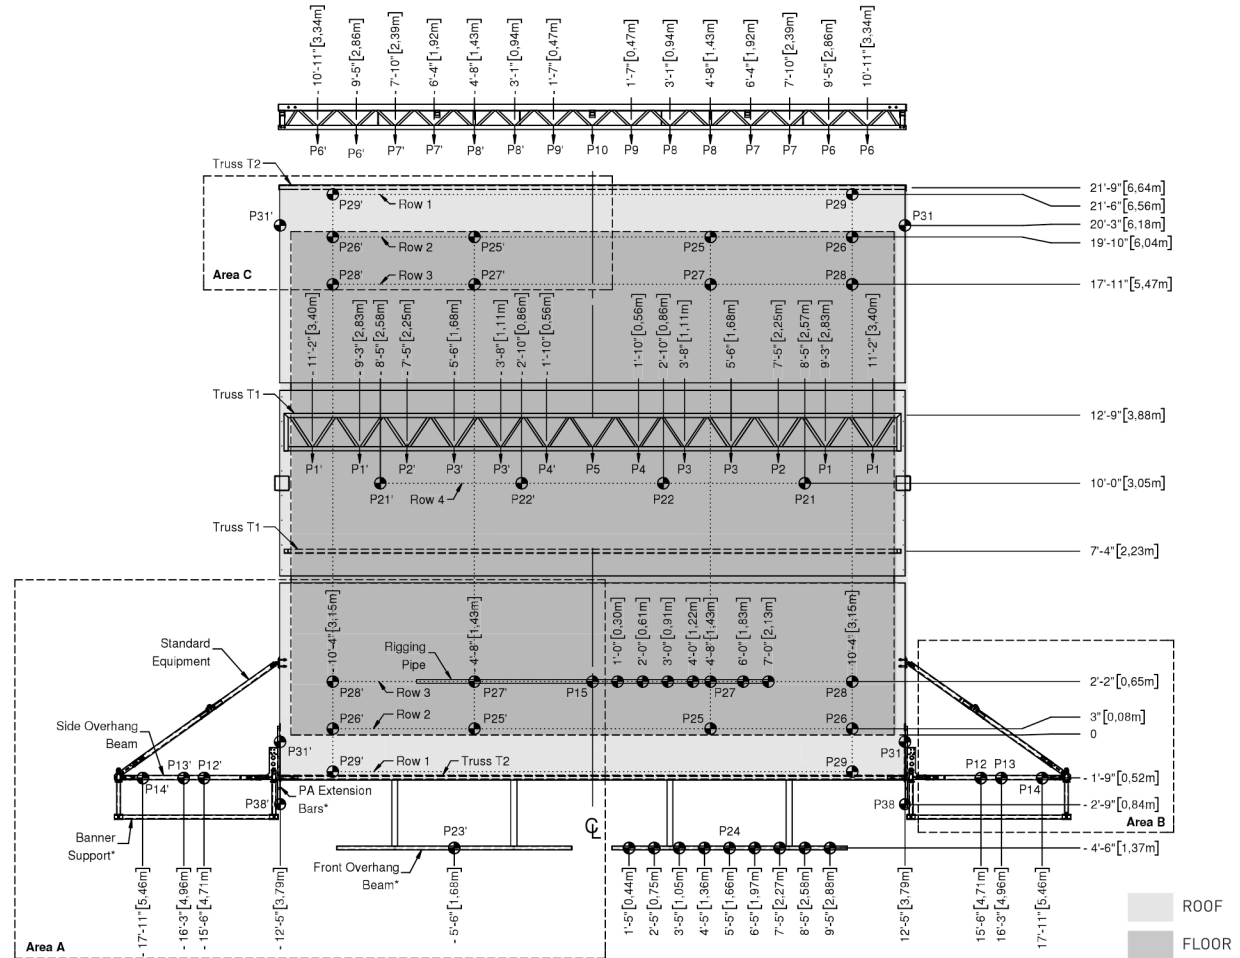 - 10'-11" [3,34m]
- 9'-5" [2,86m]
- 7'-10" [2,39m]
- 6'-4" [1,92m]
- 4'-8" [1,43m]
- 3'-1" [0,94m]
- 1'-7" [0,47m]
1'-7" [0,47m]
3'-1" [0,94m]
4'-8" [1,43m]
6'-4" [1,92m]
7'-10" [2,39m]
9'-5" [2,86m]
10'-11" [3,34m]
P6' P6' P7' P7' P8' P8' P9' P10 P9 P8 P8 P7 P7 P6 P6
Truss T2
21'-9" [6,64m]
P29' Row 1 P29
21'-6" [6,56m]
P31' P31
20'-3" [6,18m]
Row 2
19'-10" [6,04m]
P26' P25' P25 P26
Area C P28' Row 3 P27' P27 P28
17'-11" [5,47m]
- 11'-2" [3,40m]
- 9'-3" [2,83m]
- 8'-5" [2,58m]
- 7'-5" [2,25m]
- 5'-6" [1,68m]
- 3'-8" [1,11m]
- 2'-10" [0,86m]
- 1'-10" [0,56m]
1'-10" [0,56m]
2'-10" [0,86m]
3'-8" [1,11m]
5'-6" [1,68m]
7'-5" [2,25m]
8'-5" [2,57m]
9'-3" [2,83m]
11'-2" [3,40m]
Truss T1
12'-9" [3,88m]
P1' P1' P2' P3' P3' P4' P5 P4 P3 P3 P2 P1 P1
10'-0" [3,05m]
P21' Row 4 P22' P22 P21
Truss T1
7'-4" [2,23m]
- 10'-4" [3,15m]
- 4'-8" [1,43m]
1'-0" [0,30m]
2'-0" [0,61m]
3'-0" [0,91m]
4'-0" [1,22m]
4'-8" [1,43m]
6'-0" [1,83m]
7'-0" [2,13m]
10'-4" [3,15m]
Standard
Equipment
Rigging
Pipe
2'-2" [0,65m]
P28' Row 3 P27' P15 P27 P28
Side Overhang
Beam
3" [0,08m]
P26' Row 2 P25' P25 P26
0
P31' P31
P14' P13' P12' P29' Row 1 Truss T2 P29 P12 P13 P14
- 1'-9" [0,52m]
PA Extension
Bars*
P38' P38
- 2'-9" [0,84m]
Area B
Banner
Support*
P23' ℄ P24
Front Overhang
Beam*
- 4'-6" [1,37m]
- 17'-11" [5,46m]
- 16'-3" [4,96m]
- 15'-6" [4,71m]
- 12'-5" [3,79m]
- 5'-6" [1,68m]
1'-5" [0,44m]
2'-5" [0,75m]
3'-5" [1,05m]
4'-5" [1,36m]
5'-5" [1,66m]
6'-5" [1,97m]
7'-5" [2,27m]
8'-5" [2,58m]
9'-5" [2,88m]
12'-5" [3,79m]
15'-6" [4,71m]
16'-3" [4,96m]
17'-11" [5,46m]
Area A
ROOF
FLOOR